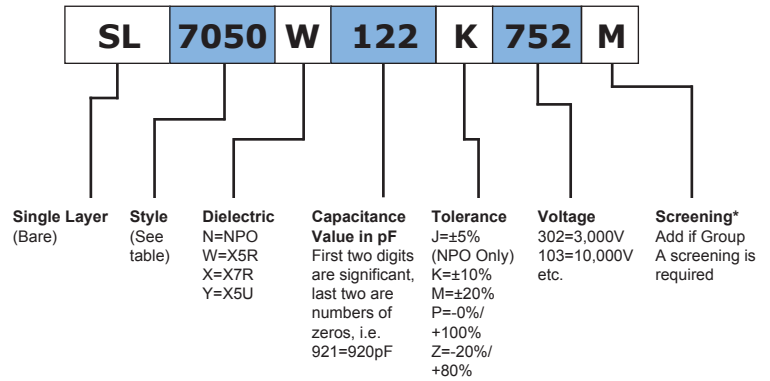 SL 7050 W 122 K 752 M
Single Layer
(Bare)
Style
(See
table)
Dielectric
N=NPO
W=X5R
X=X7R
Y=X5U
Capacitance
Value in pF
First two digits
are significant,
last two are
numbers of
zeros, i.e.
921=920pF
Tolerance
J=±5%
(NPO Only)
K=±10%
M=±20%
P=-0%/
+100%
Z=-20%/
+80%
Voltage
302=3,000V
103=10,000V
etc.
Screening*
Add if Group
A screening is
required